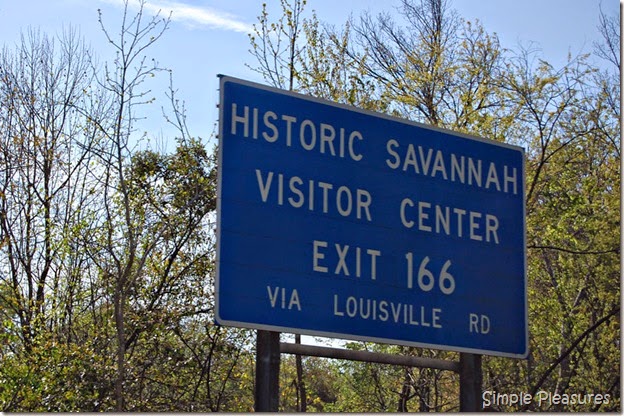 HISTORIC SAVANNAH
VISITOR CENTER
EXIT 166
VIA LOUISVILLE RD
Simple Pleasures